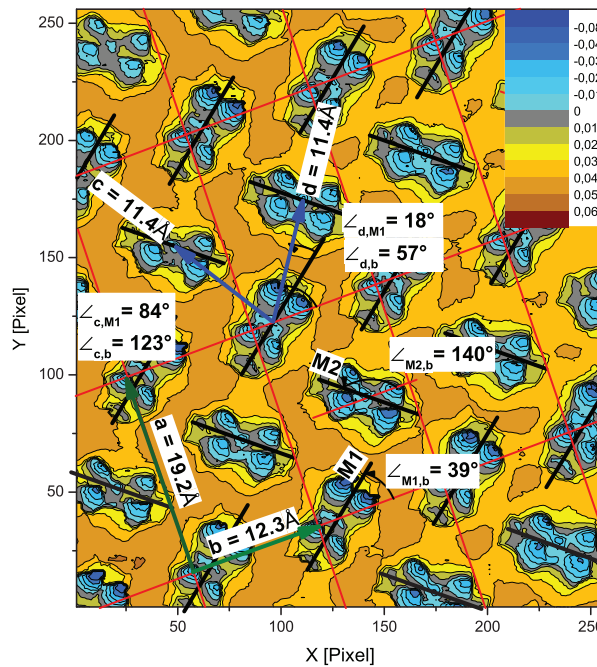 250
200
150
100
50
Y [Pixel]
50
100
150
200
250
X [Pixel]
-0,08
-0,04
-0,02
-0,01
0
0,01
0,02
0,03
0,04
0,05
0,06
d = 11.4Å
c = 11.4Å
∠d,M1 = 18°
∠d,b = 57°
∠c,M1 = 84°
∠c,b = 123°
M2
∠M2,b = 140°
a = 19.2Å
M1
∠M1,b = 39°
b = 12.3Å